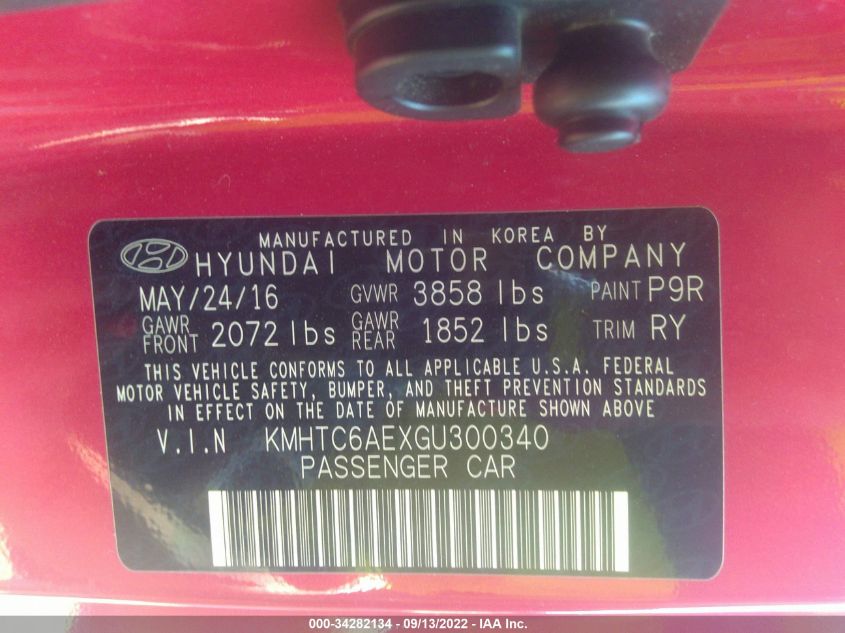 MANUFACTURED IN KOREA BY
HYUNDAI MOTOR COMPANY
MAY/24/16 GVWR 3858 lbs PAINT P9R
GAWR FRONT 2072 lbs GAWR REAR 1852 lbs TRIM RY
THIS VEHICLE CONFORMS TO ALL APPLICABLE U.S.A. FEDERAL
MOTOR VEHICLE SAFETY, BUMPER, AND THEFT PREVENTION STANDARDS
IN EFFECT ON THE DATE OF MANUFACTURE SHOWN ABOVE
V.I.N KMHTC6AEXGU300340
PASSENGER CAR
000-34282134 - 09/13/2022 - IAA Inc.